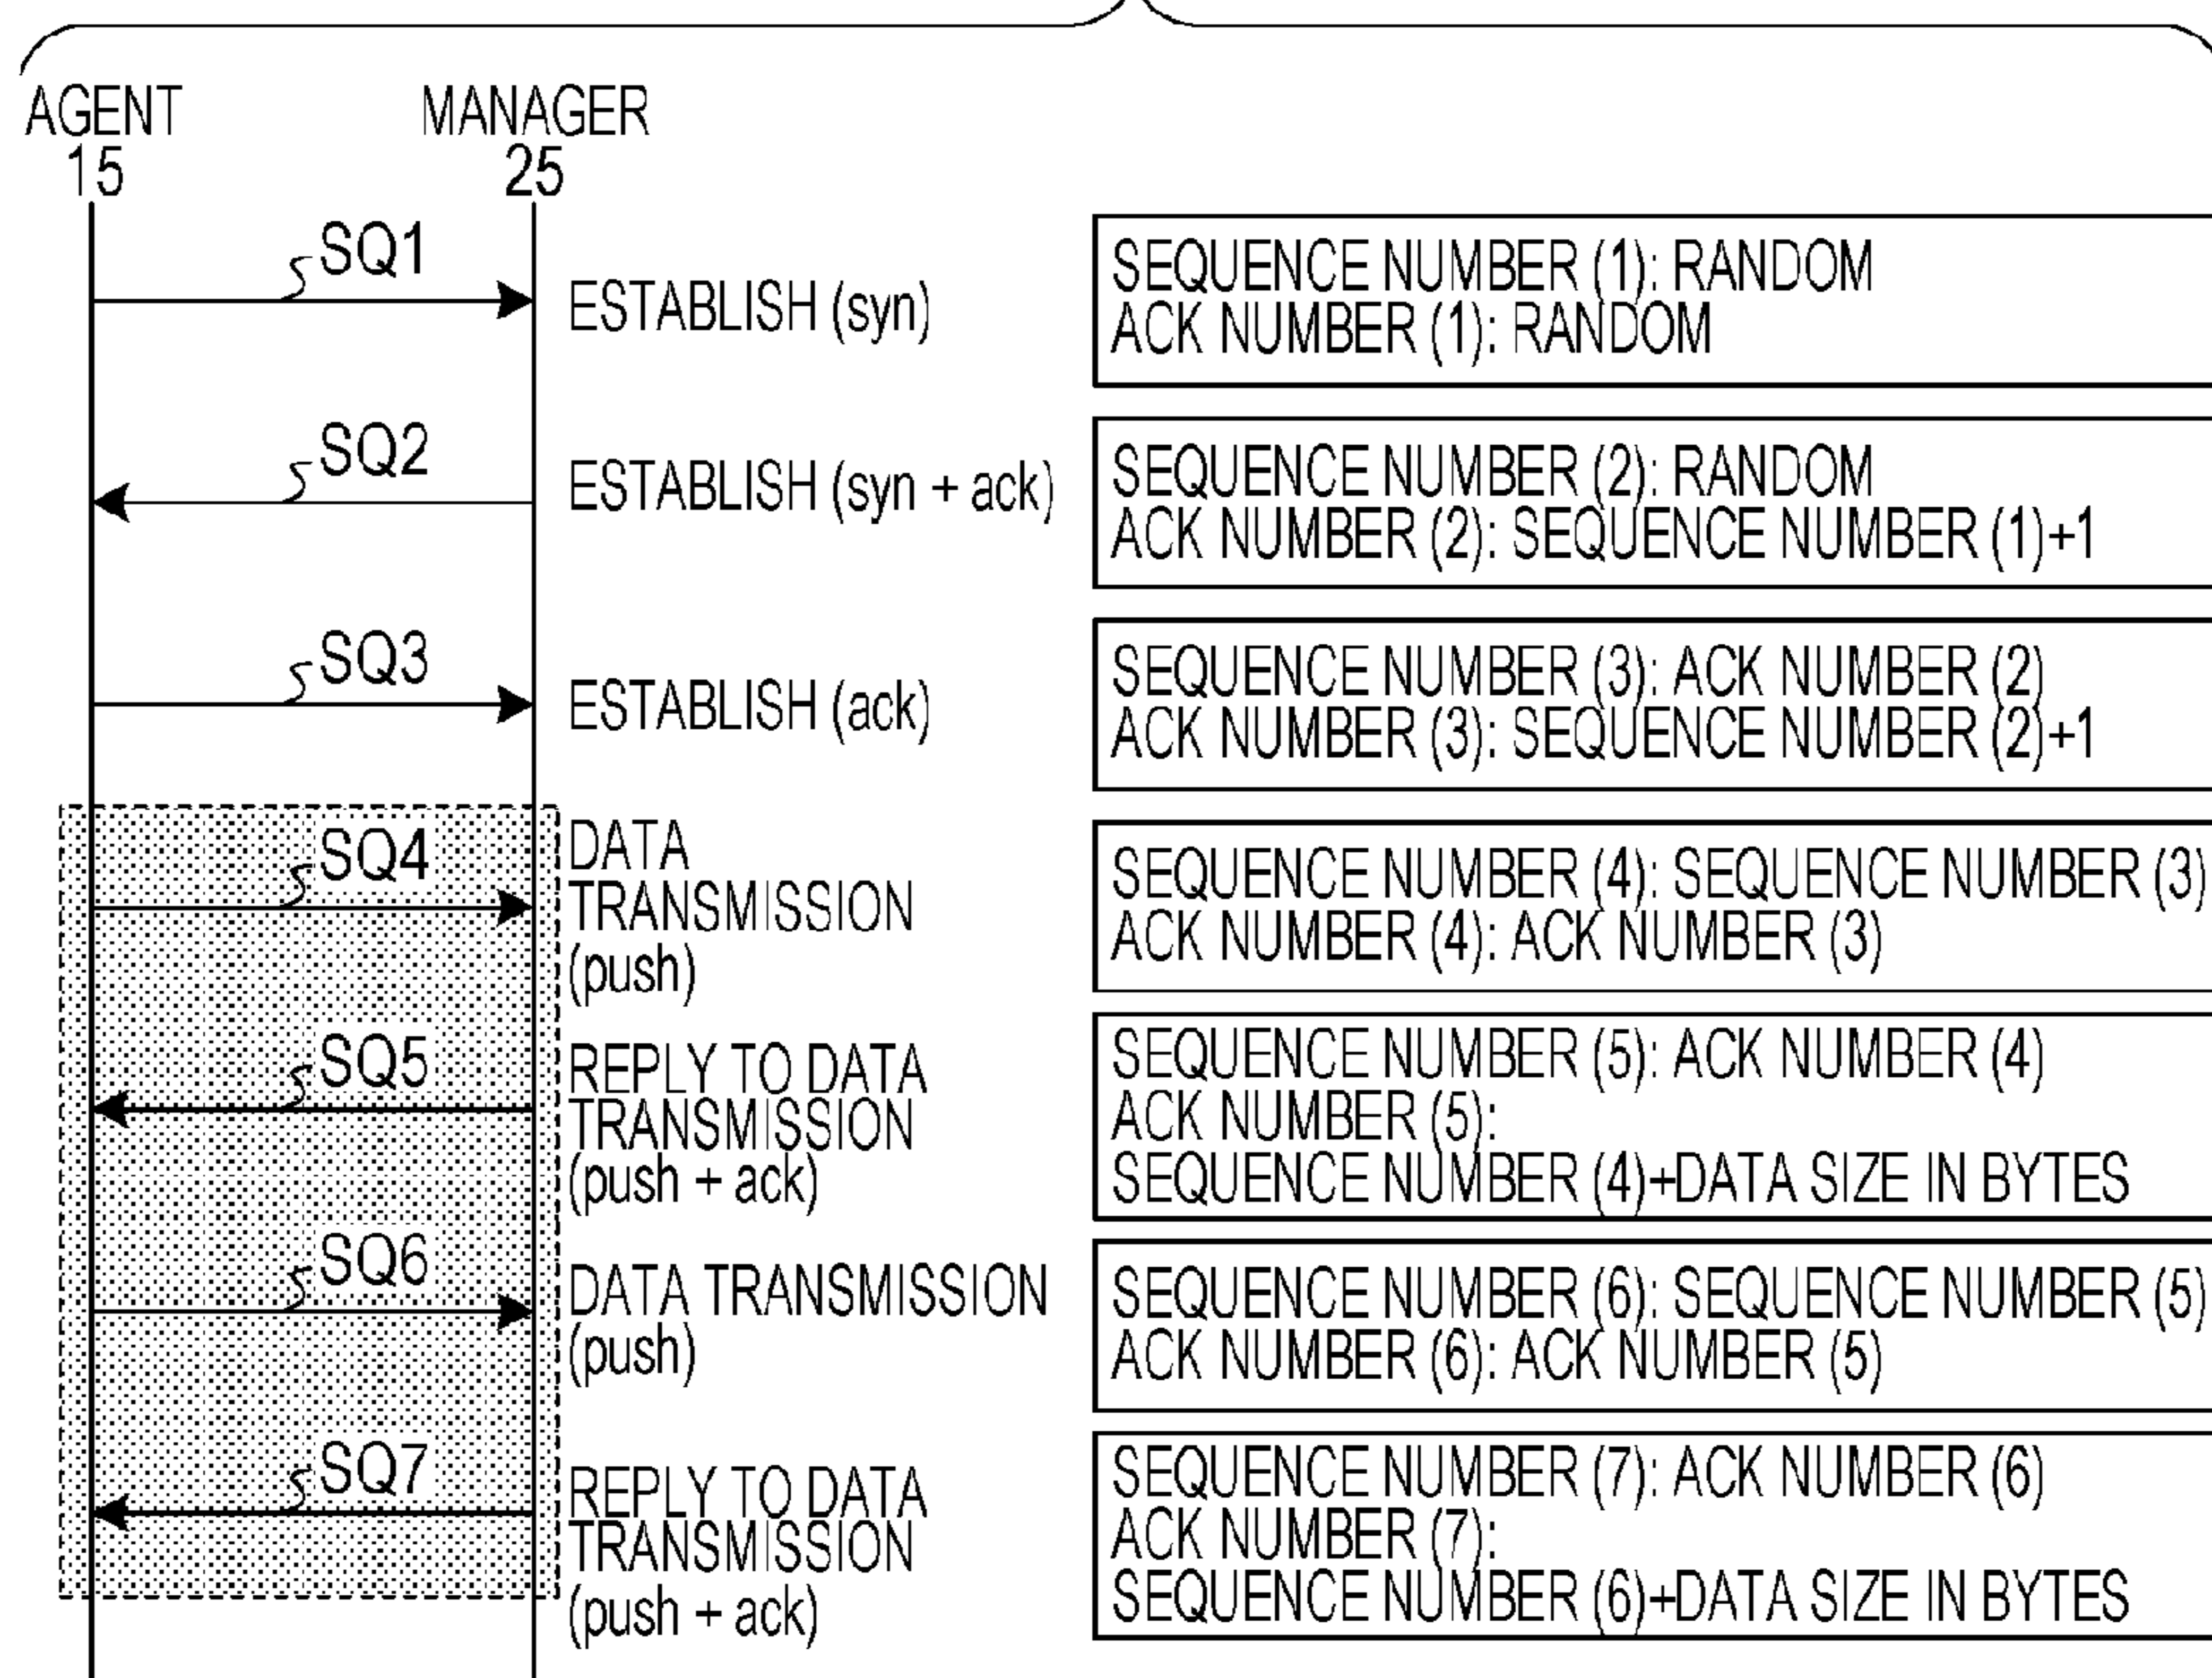 AGENT
15
MANAGER
25
SQ1
ESTABLISH (syn)
SEQUENCE NUMBER (1): RANDOM
ACK NUMBER (1): RANDOM
SQ2
ESTABLISH (syn + ack)
SEQUENCE NUMBER (2): RANDOM
ACK NUMBER (2): SEQUENCE NUMBER (1)+1
SQ3
ESTABLISH (ack)
SEQUENCE NUMBER (3): ACK NUMBER (2)
ACK NUMBER (3): SEQUENCE NUMBER (2)+1
SQ4
DATA
TRANSMISSION
(push)
SEQUENCE NUMBER (4): SEQUENCE NUMBER (3)
ACK NUMBER (4): ACK NUMBER (3)
SQ5
REPLY TO DATA
TRANSMISSION
(push + ack)
SEQUENCE NUMBER (5): ACK NUMBER (4)
ACK NUMBER (5):
SEQUENCE NUMBER (4)+DATA SIZE IN BYTES
SQ6
DATA TRANSMISSION
(push)
SEQUENCE NUMBER (6): SEQUENCE NUMBER (5)
ACK NUMBER (6): ACK NUMBER (5)
SQ7
REPLY TO DATA
TRANSMISSION
(push + ack)
SEQUENCE NUMBER (7): ACK NUMBER (6)
ACK NUMBER (7):
SEQUENCE NUMBER (6)+DATA SIZE IN BYTES